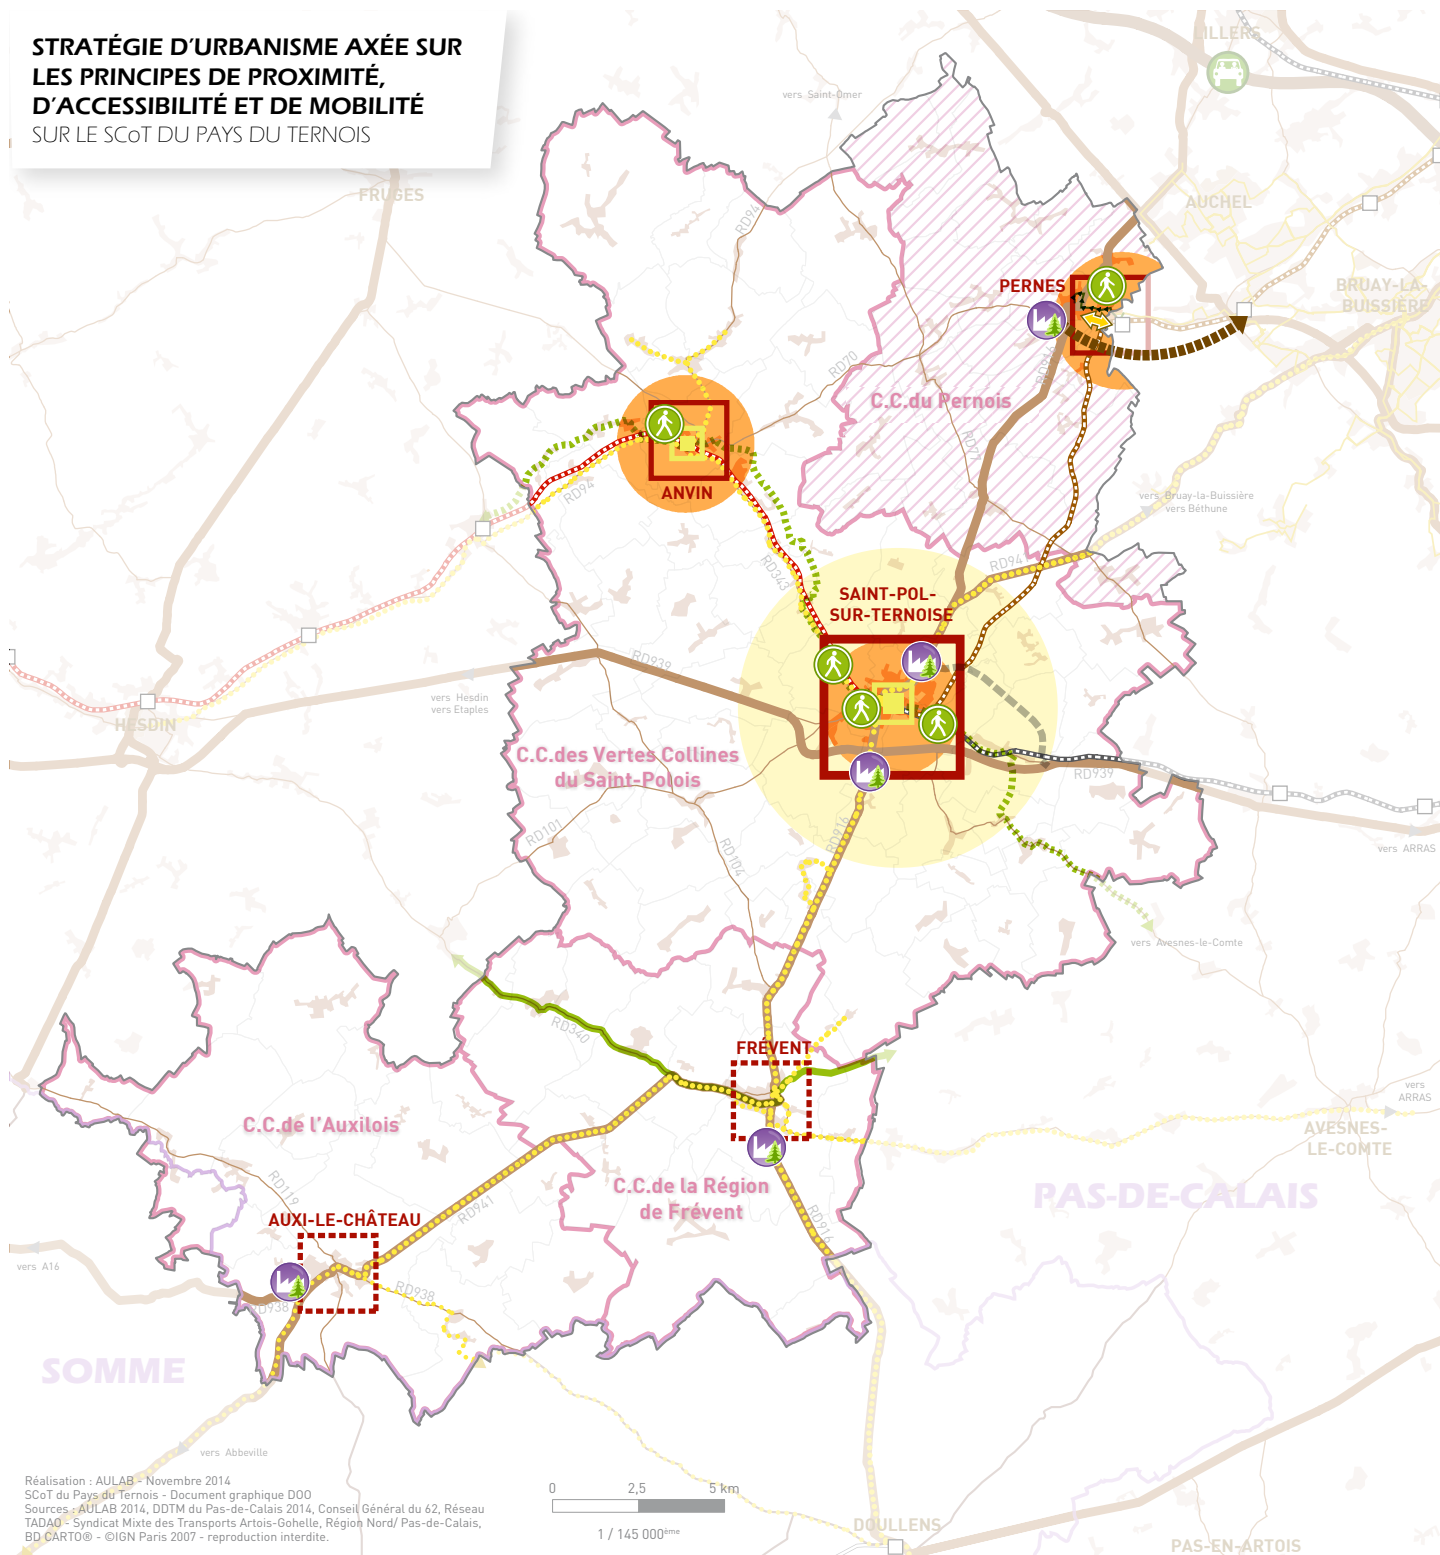 STRATÉGIE D'URBANISME AXÉE SUR
LES PRINCIPES DE PROXIMITÉ,
D'ACCESSIBILITÉ ET DE MOBILITÉ
SUR LE SCoT DU PAYS DU TERNOIS
LILLERS
vers Saint-Omer
FRUGES
AUCHEL
RD94
PERNES
BRUAY-LA-
BUISSIÈRE
RD70
RD916
C.C.du Pernois
RD77
RD94
ANVIN
vers Bruay-la-Buissière
vers Béthune
RD343
RD941
SAINT-POL-
SUR-TERNOISE
RD939
vers Hesdin
vers Etaples
HESDIN
C.C.des Vertes Collines
du Saint-Polois
RD939
RD101
RD104
RD916
vers ARRAS
vers Avesnes-le-Comte
RD340
FRÉVENT
vers
ARRAS
C.C.de l'Auxilois
AVESNES-
LE-COMTE
RD119
C.C.de la Région
de Frévent
PAS-DE-CALAIS
RD941
RD916
AUXI-LE-CHÂTEAU
vers A16
RD938
RD938
SOMME
vers Abbeville
Réalisation : AULAB - Novembre 2014
SCoT du Pays du Ternois - Document graphique DOO
Sources : AULAB 2014, DDTM du Pas-de-Calais 2014, Conseil Général du 62, Réseau
TADAO - Syndicat Mixte des Transports Artois-Gohelle, Région Nord/ Pas-de-Calais,
BD CARTO® - ©IGN Paris 2007 - reproduction interdite.
0 2,5 5 km
1 / 145 000ème
DOULLENS
PAS-EN-ARTOIS